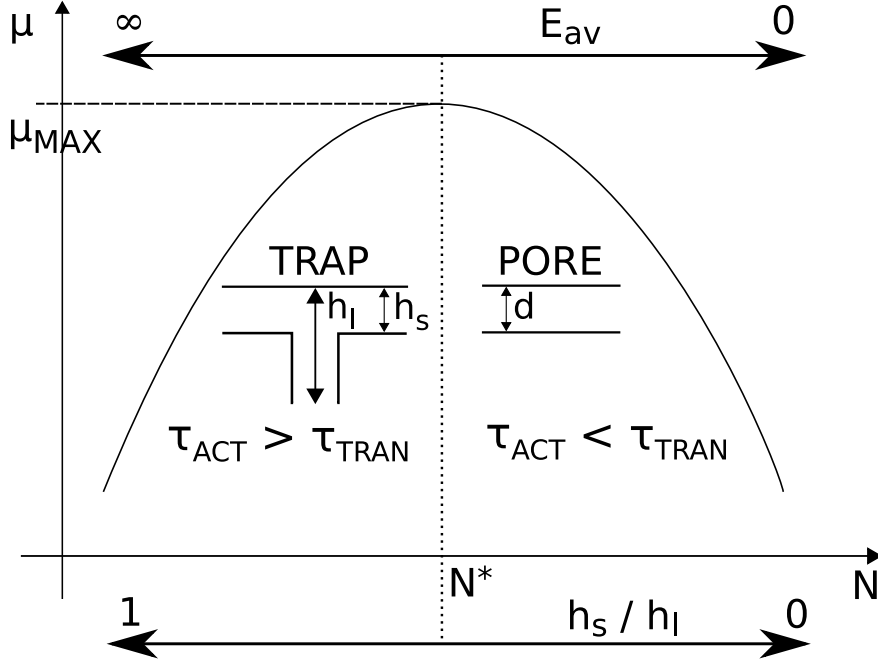 μ ∞ E_av 0
μ_MAX
TRAP PORE
h_l h_s d
τ_ACT > τ_TRAN τ_ACT < τ_TRAN
N* N
1 h_s / h_l 0